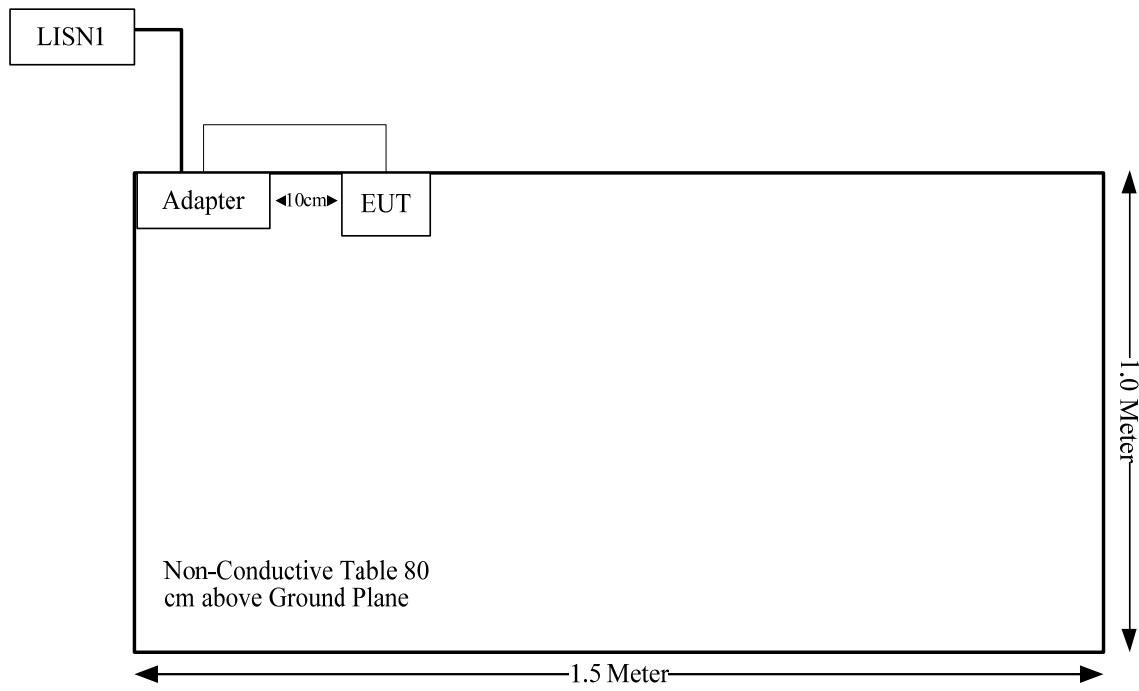 LISN1
Adapter
10cm
EUT
1.0 Meter
Non-Conductive Table 80
cm above Ground Plane
1.5 Meter